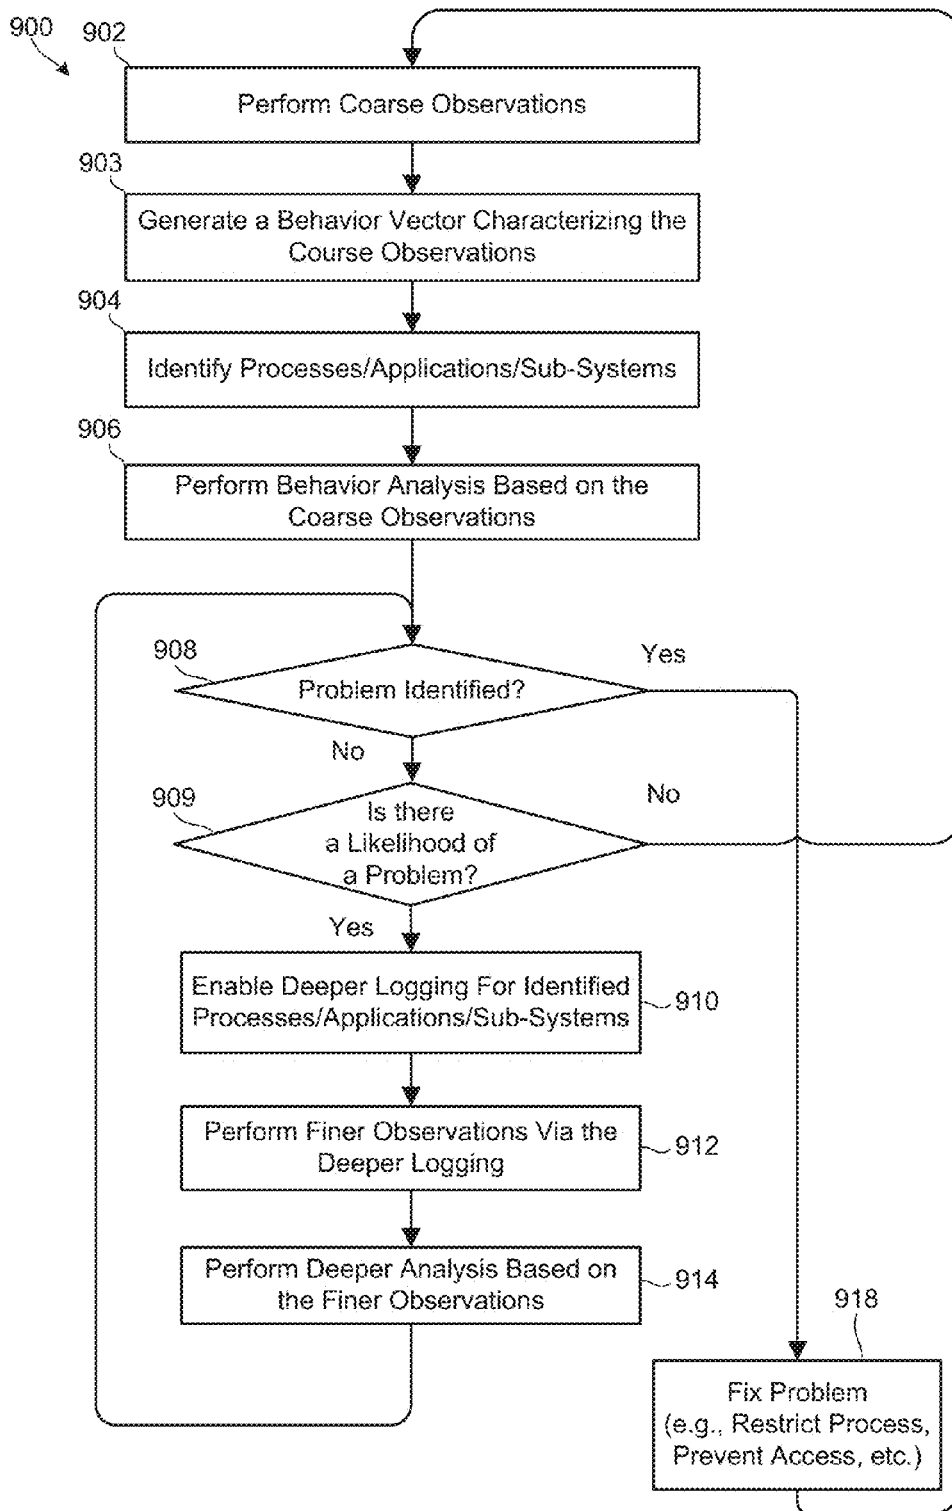 900
902
Perform Coarse Observations
903
Generate a Behavior Vector Characterizing the
Course Observations
904
Identify Processes/Applications/Sub-Systems
906
Perform Behavior Analysis Based on the
Coarse Observations
908
Problem Identified?
Yes
No
909
Is there
a Likelihood of
a Problem?
No
Yes
Enable Deeper Logging For Identified
Processes/Applications/Sub-Systems
910
Perform Finer Observations Via the
Deeper Logging
912
Perform Deeper Analysis Based on
the Finer Observations
914
918
Fix Problem
(e.g., Restrict Process,
Prevent Access, etc.)